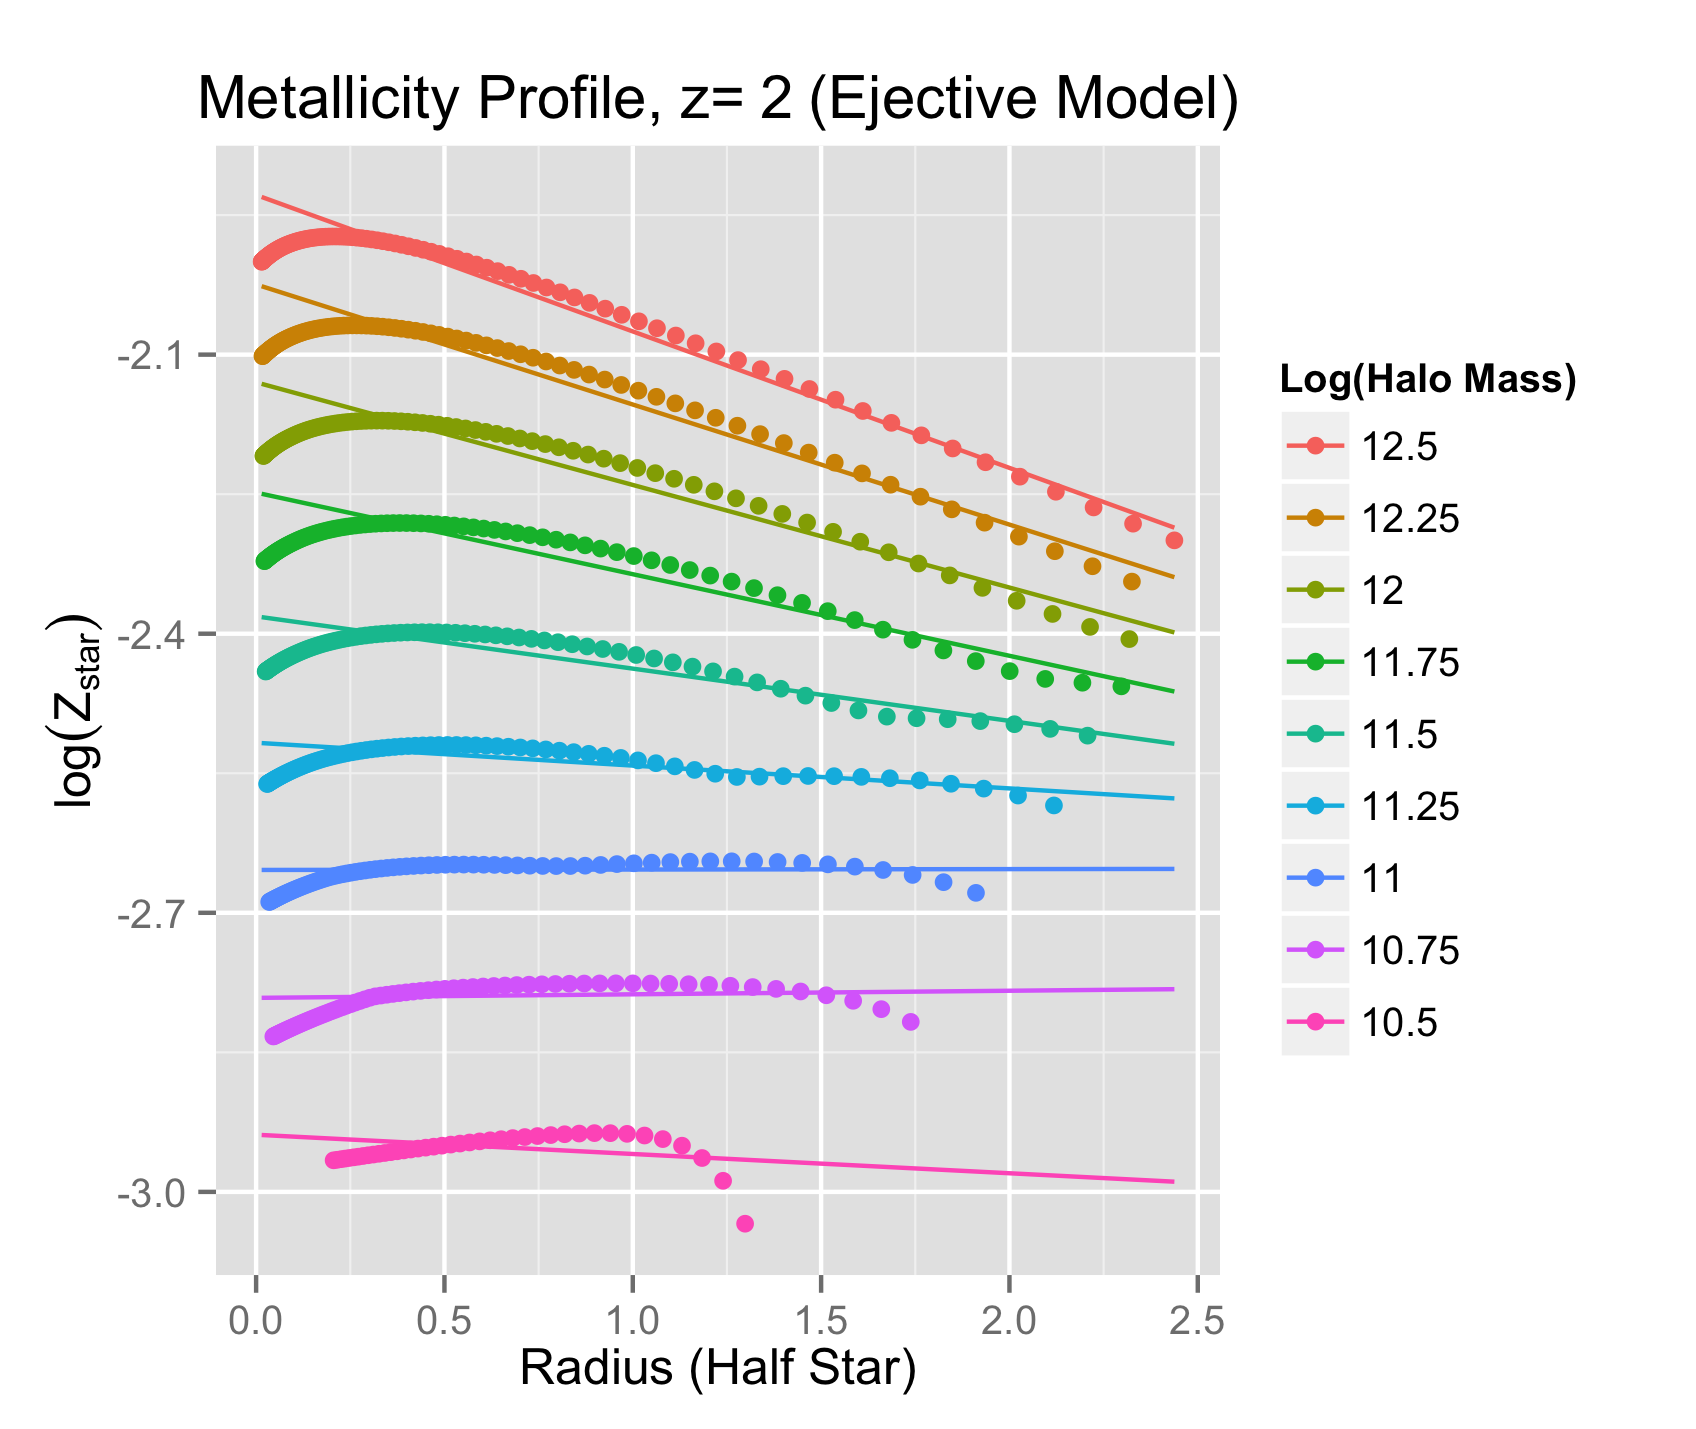 Metallicity Profile, z= 2 (Ejective Model)
-2.1
-2.4
-2.7
-3.0
log(Zstar)
0.0 0.5 1.0 1.5 2.0 2.5
Radius (Half Star)
Log(Halo Mass)
12.5
12.25
12
11.75
11.5
11.25
11
10.75
10.5